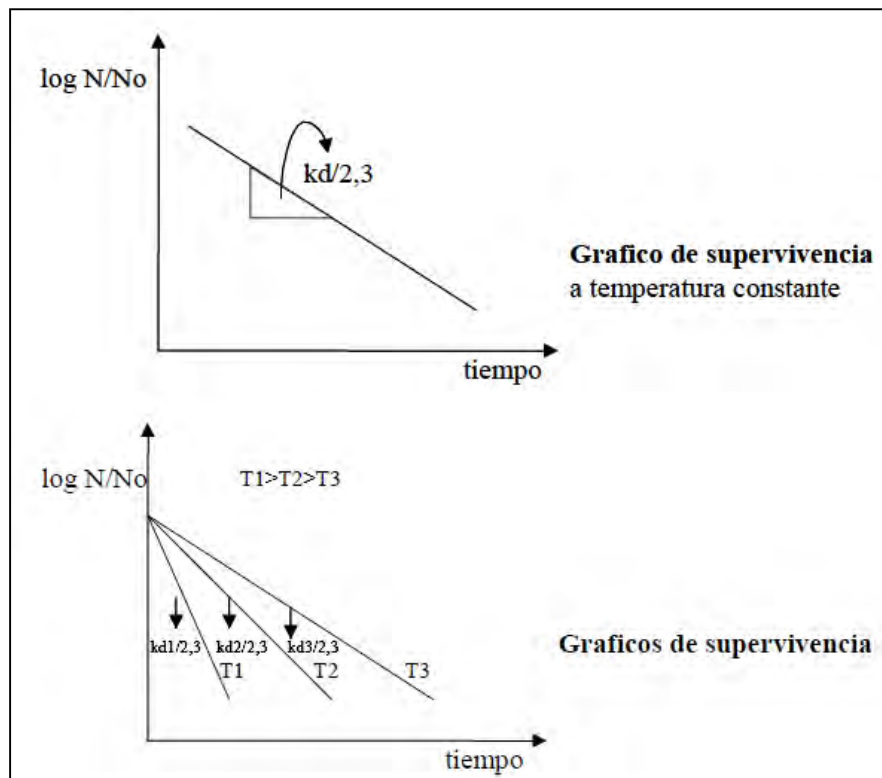 log N/No
kd/2,3
Grafico de supervivencia
a temperatura constante
tiempo
log N/No
T1>T2>T3
kd1/2,3
kd2/2,3
kd3/2,3
T1
T2
T3
Graficos de supervivencia
tiempo